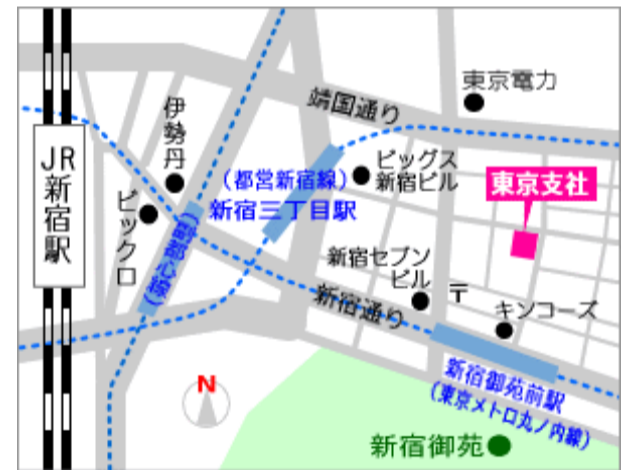 東京電力
靖国通り
伊勢丹
JR新宿駅
ビックロ
(都営新宿線)
新宿三丁目駅
ビッグス
新宿ビル
東京支社
(副都心線)
新宿セブン
ビル
〒
新宿通り
キンコーズ
新宿御苑前駅
(東京メトロ丸ノ内線)
N
新宿御苑